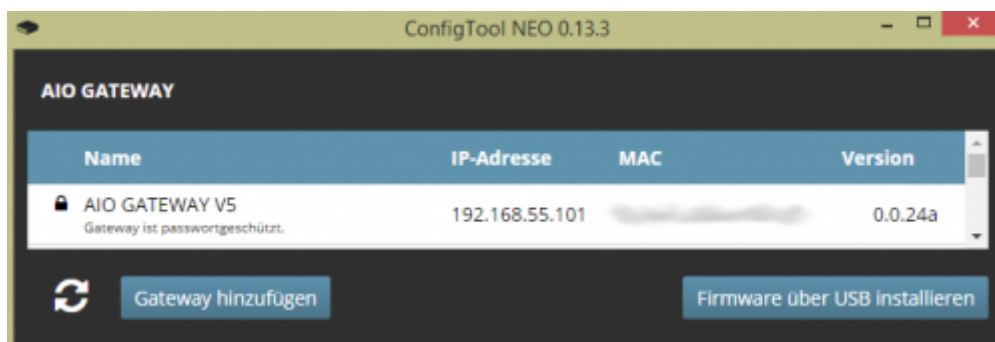 ConfigTool NEO 0.13.3
AIO GATEWAY
Name IP-Adresse MAC Version
AIO GATEWAY V5 192.168.55.101 0.0.24a
Gateway ist passwortgeschützt.
Gateway hinzufügen Firmware über USB installieren